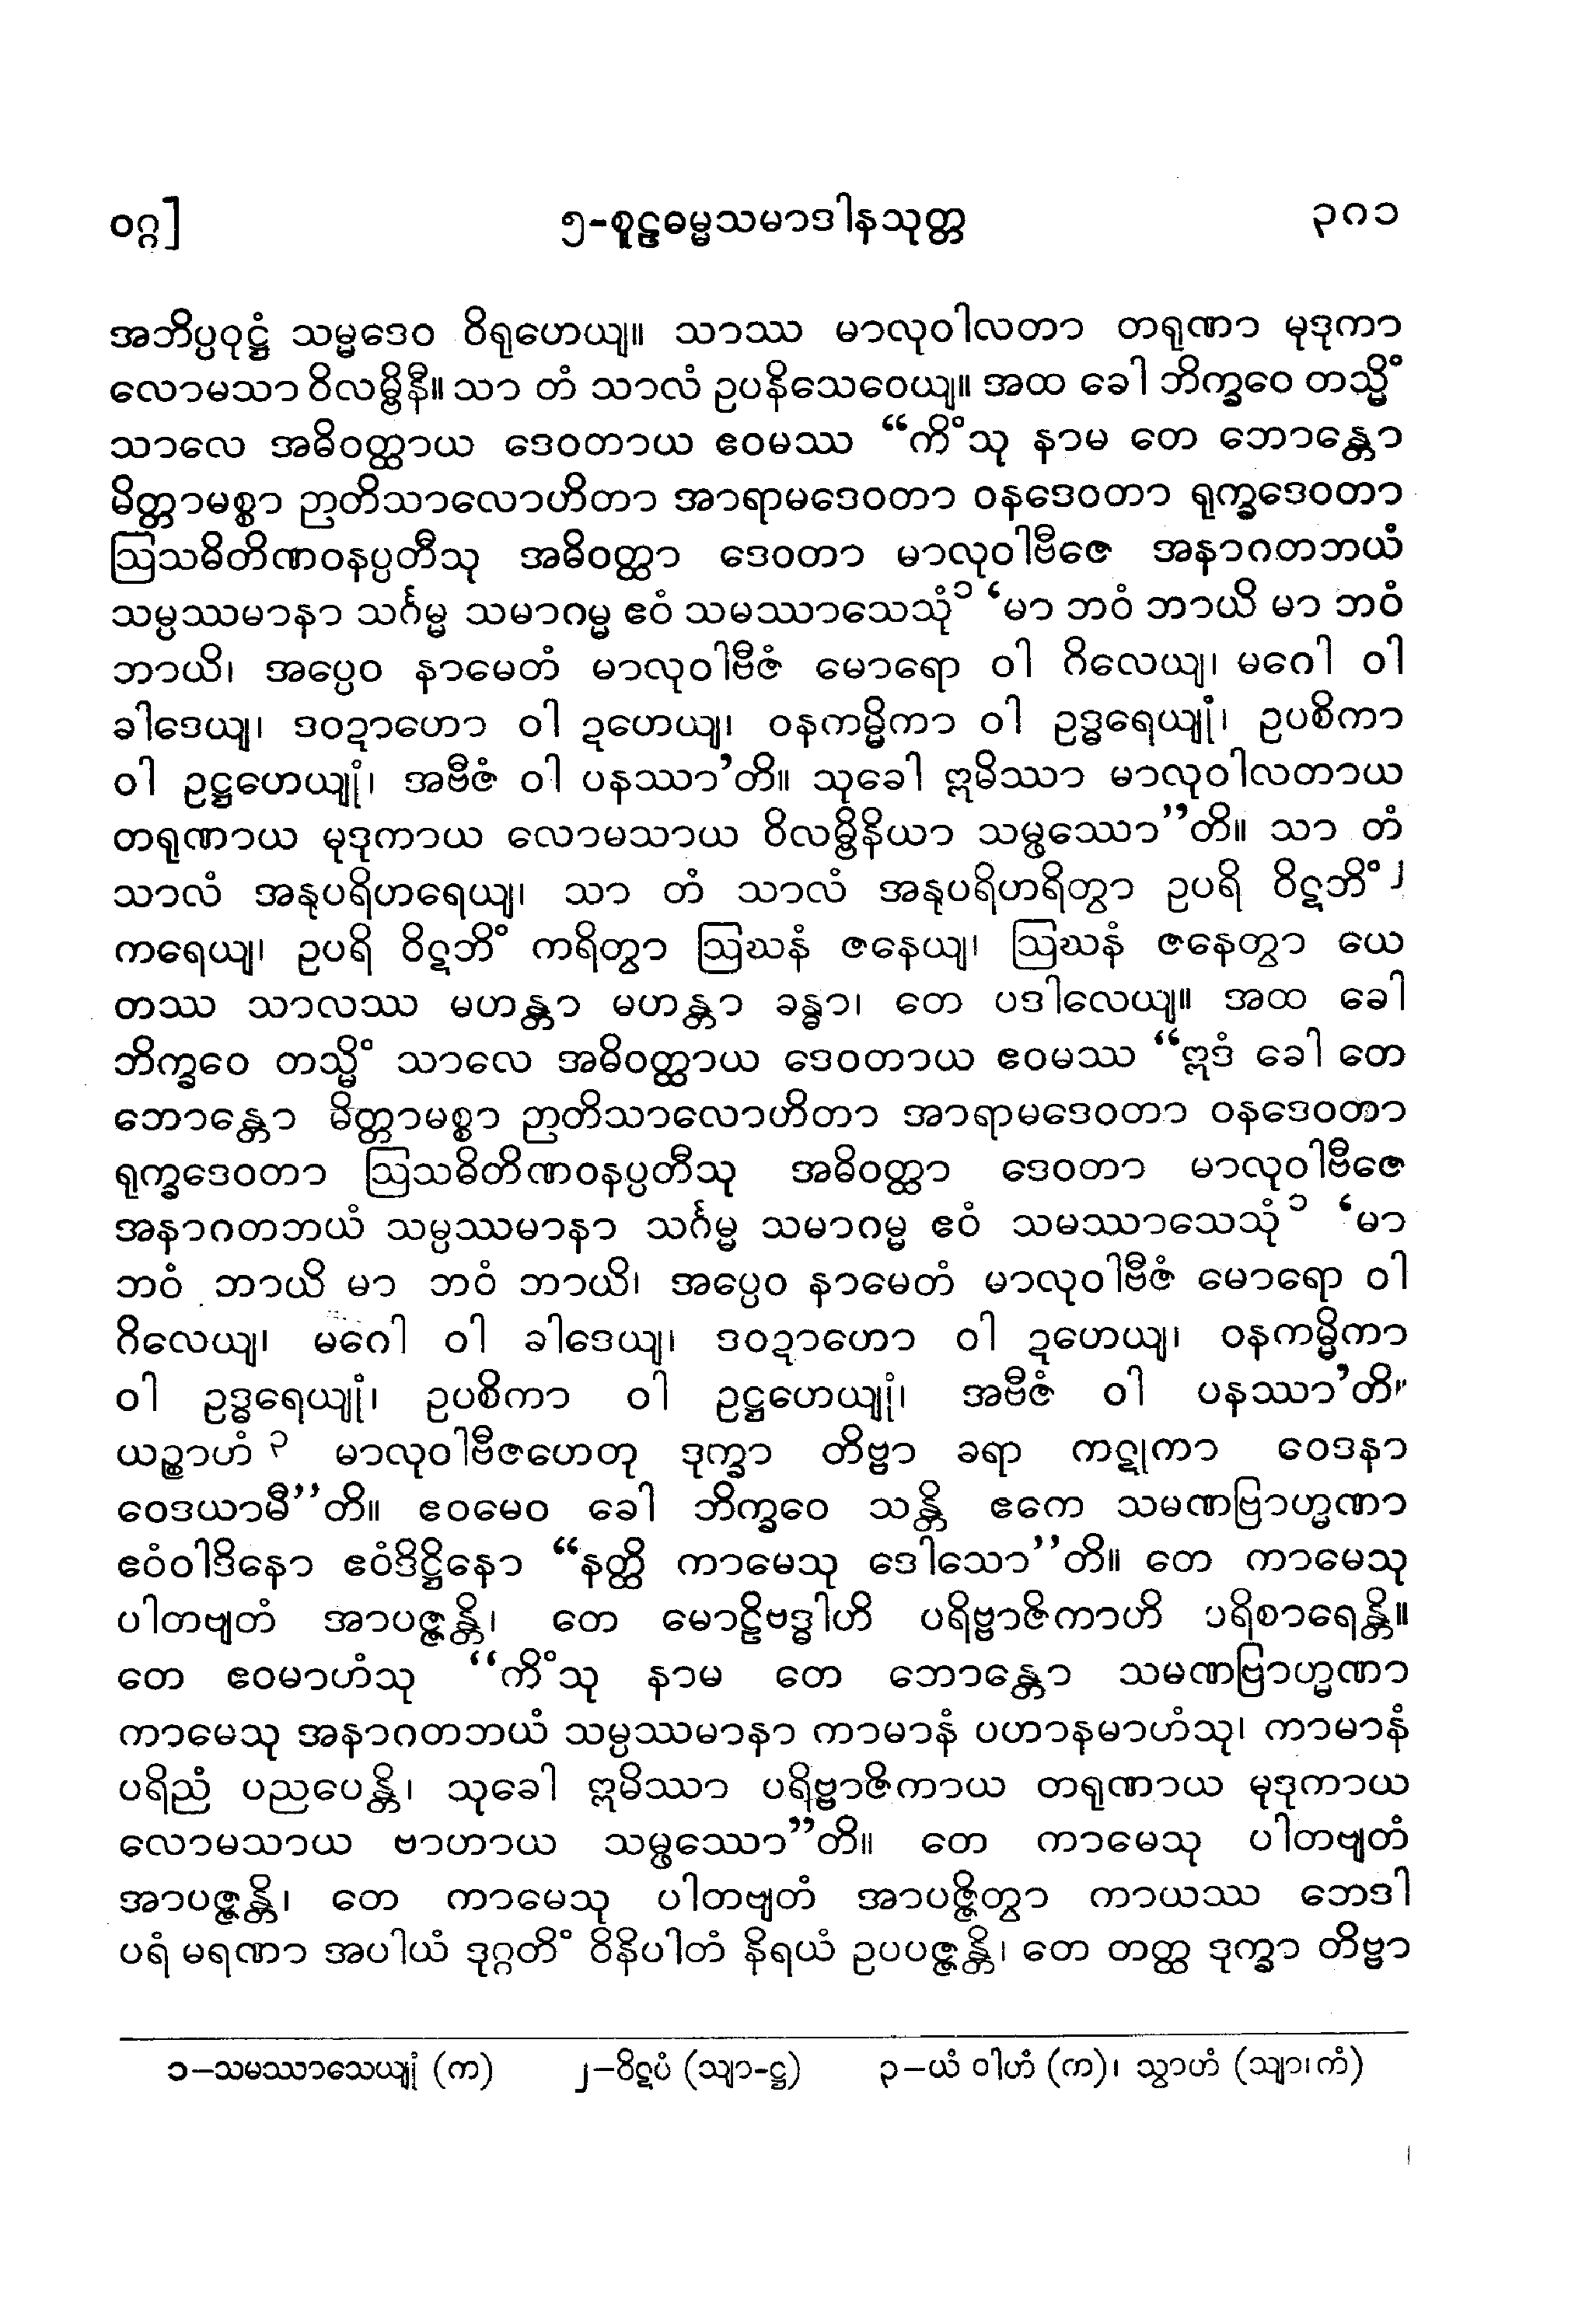 ဝဂ္ဂ] ၅-စူဠဓမ္မသမာဒါနသုတ္တ ၃၈၁
အဘိပ္ပဝုဋ္ဌံ သမ္မဒေဝ ဝိရုဟေယျ။ သာဿ မာလုဝါလတာ တရုဏာ မုဒုကာ
လောမသာ ဝိလမ္ဗိနီ။ သာ တံ သာလံ ဥပနိသေဝေယျ။ အထ ခေါ ဘိက္ခဝေ တသ္မိံ
သာလေ အဓိဝတ္ထာယ ဒေဝတာယ ဧဝမဿ “ကိံသု နာမ တေ ဘောန္တော
မိတ္တာမစ္စာ ဉာတိသာလောဟိတာ အာရာမဒေဝတာ ဝနဒေဝတာ ရုက္ခဒေဝတာ
ဩသဓိတိဏဝနပ္ပတီသု အဓိဝတ္ထာ ဒေဝတာ မာလုဝါဗီဇေ အနာဂတဘယံ
သမ္ပဿမာနာ သင်္ဂမ္မ သမာဂမ္မ ဧဝံ သမဿာသေသုံ ၁ ‘မာ ဘဝံ ဘာယိ မာ ဘဝံ
ဘာယိ၊ အပ္ပေဝ နာမေတံ မာလုဝါဗီဇံ မောရော ဝါ ဂိလေယျ၊ မဂေါ ဝါ
ခါဒေယျ၊ ဒဝဍာဟော ဝါ ဍဟေယျ၊ ဝနကမ္မိကာ ဝါ ဥဒ္ဓရေယျုံ၊ ဥပစိကာ
ဝါ ဥဋ္ဌဟေယျုံ၊ အဗီဇံ ဝါ ပနဿာ’တိ။ သုခေါ ဣမိဿာ မာလုဝါလတာယ
တရုဏာယ မုဒုကာယ လောမသာယ ဝိလမ္ဗိနိယာ သမ္ဖဿော”တိ။ သာ တံ
သာလံ အနုပရိဟရေယျ၊ သာ တံ သာလံ အနုပရိဟရိတွာ ဥပရိ ဝိဋဘိံ ၂
ကရေယျ၊ ဥပရိ ဝိဋဘိံ ကရိတွာ ဩဃနံ ဇနေယျ၊ ဩဃနံ ဇနေတွာ ယေ
တဿ သာလဿ မဟန္တာ မဟန္တာ ခန္ဓာ၊ တေ ပဒါလေယျ။ အထ ခေါ
ဘိက္ခဝေ တသ္မိံ သာလေ အဓိဝတ္ထာယ ဒေဝတာယ ဧဝမဿ “ဣဒံ ခေါ တေ
ဘောန္တော မိတ္တာမစ္စာ ဉာတိသာလောဟိတာ အာရာမဒေဝတာ ဝနဒေဝတာ
ရုက္ခဒေဝတာ ဩသဓိတိဏဝနပ္ပတီသု အဓိဝတ္ထာ ဒေဝတာ မာလုဝါဗီဇေ
အနာဂတဘယံ သမ္ပဿမာနာ သင်္ဂမ္မ သမာဂမ္မ ဧဝံ သမဿာသေသုံ ၁ ‘မာ
ဘဝံ ဘာယိ မာ ဘဝံ ဘာယိ၊ အပ္ပေဝ နာမေတံ မာလုဝါဗီဇံ မောရော ဝါ
ဂိလေယျ၊ မဂေါ ဝါ ခါဒေယျ၊ ဒဝဍာဟော ဝါ ဍဟေယျ၊ ဝနကမ္မိကာ
ဝါ ဥဒ္ဓရေယျုံ၊ ဥပစိကာ ဝါ ဥဋ္ဌဟေယျုံ၊ အဗီဇံ ဝါ ပနဿာ’တိ။
ယဉ္စာဟံ ၃ မာလုဝါဗီဇဟေတု ဒုက္ခာ တိဗ္ဗာ ခရာ ကဋုကာ ဝေဒနာ
ဝေဒယာမီ”တိ။ ဧဝမေဝ ခေါ ဘိက္ခဝေ သန္တိ ဧကေ သမဏဗြာဟ္မဏာ
ဧဝံဝါဒိနော ဧဝံဒိဋ္ဌိနော “နတ္ထိ ကာမေသု ဒေါသော”တိ။ တေ ကာမေသု
ပါတဗျတံ အာပဇ္ဇန္တိ၊ တေ မောဠိဗဒ္ဓါဟိ ပရိဗ္ဗာဇိကာဟိ ပရိစာရေန္တိ။
တေ ဧဝမာဟံသု “ကိံသု နာမ တေ ဘောန္တော သမဏဗြာဟ္မဏာ
ကာမေသု အနာဂတဘယံ သမ္ပဿမာနာ ကာမာနံ ပဟာနမာဟံသု၊ ကာမာနံ
ပရိညံ ပညပေန္တိ၊ သုခေါ ဣမိဿာ ပရိဗ္ဗာဇိကာယ တရုဏာယ မုဒုကာယ
လောမသာယ ဗာဟာယ သမ္ဖဿော”တိ။ တေ ကာမေသု ပါတဗျတံ
အာပဇ္ဇန္တိ၊ တေ ကာမေသု ပါတဗျတံ အာပဇ္ဇိတွာ ကာယဿ ဘေဒါ
ပရံ မရဏာ အပါယံ ဒုဂ္ဂတိံ ဝိနိပါတံ နိရယံ ဥပပဇ္ဇန္တိ၊ တေ တတ္ထ ဒုက္ခာ တိဗ္ဗာ
၁–သမဿာသေယျုံ (က) ၂–ဝိဋပံ (သျာ-ဋ္ဌ) ၃–ယံ ဝါဟံ (က)၊ သွာဟံ (သျာ၊ကံ)